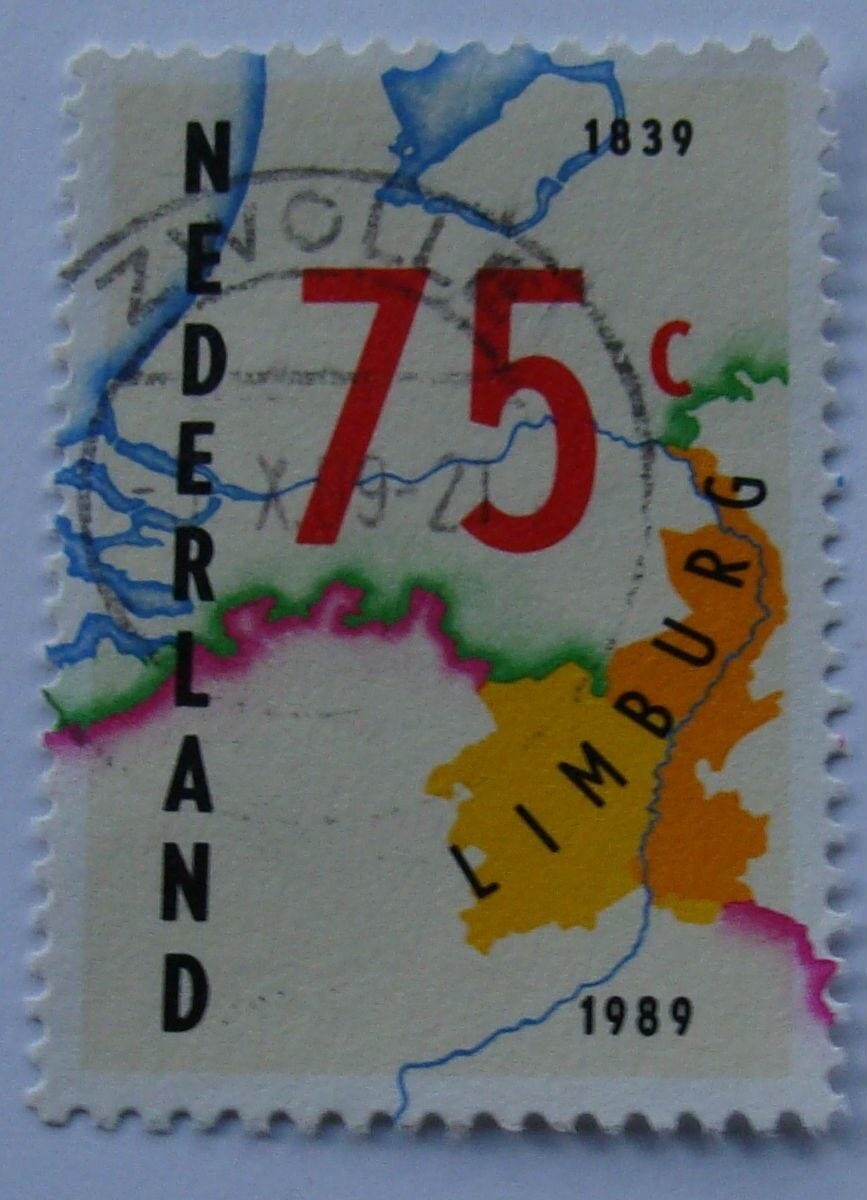 NEDERLAND
1839
ZWOLLE
75c
LIMBURG
1989